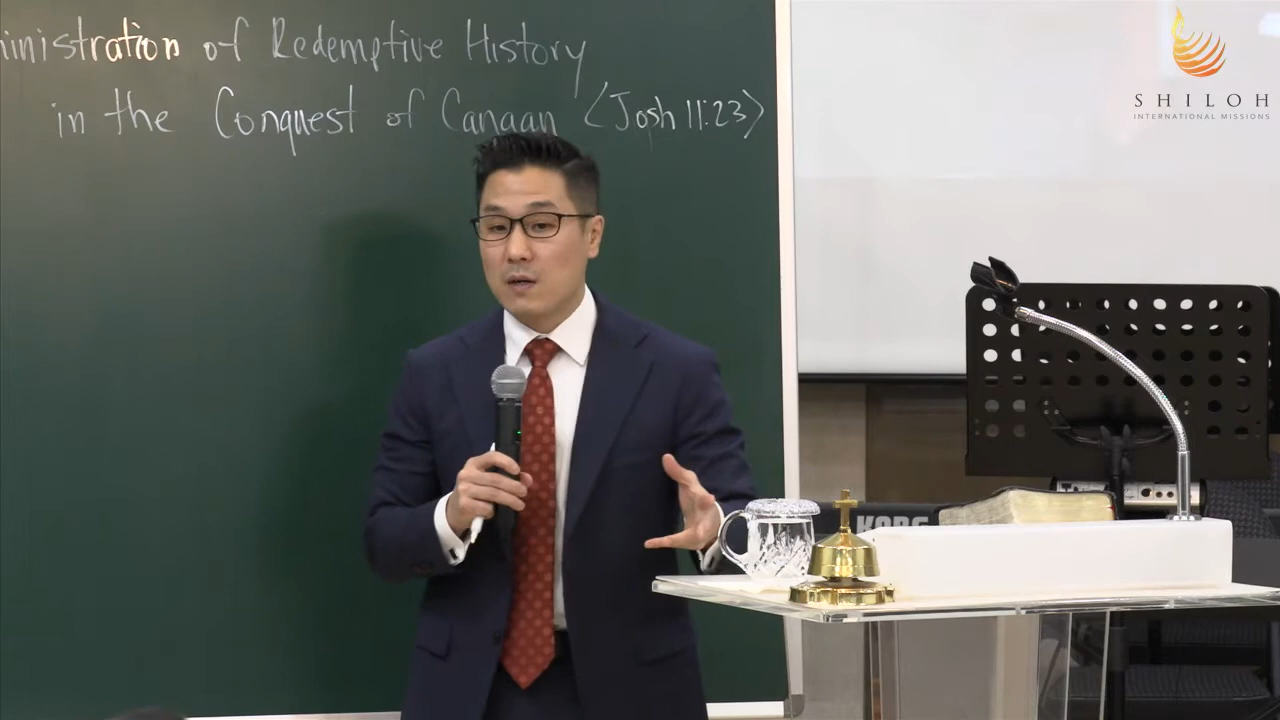 inistration of Redemptive History
in the Conquest of Canaan <Josh 11:23>
SHILOH
INTERNATIONAL MISSIONS
KORG